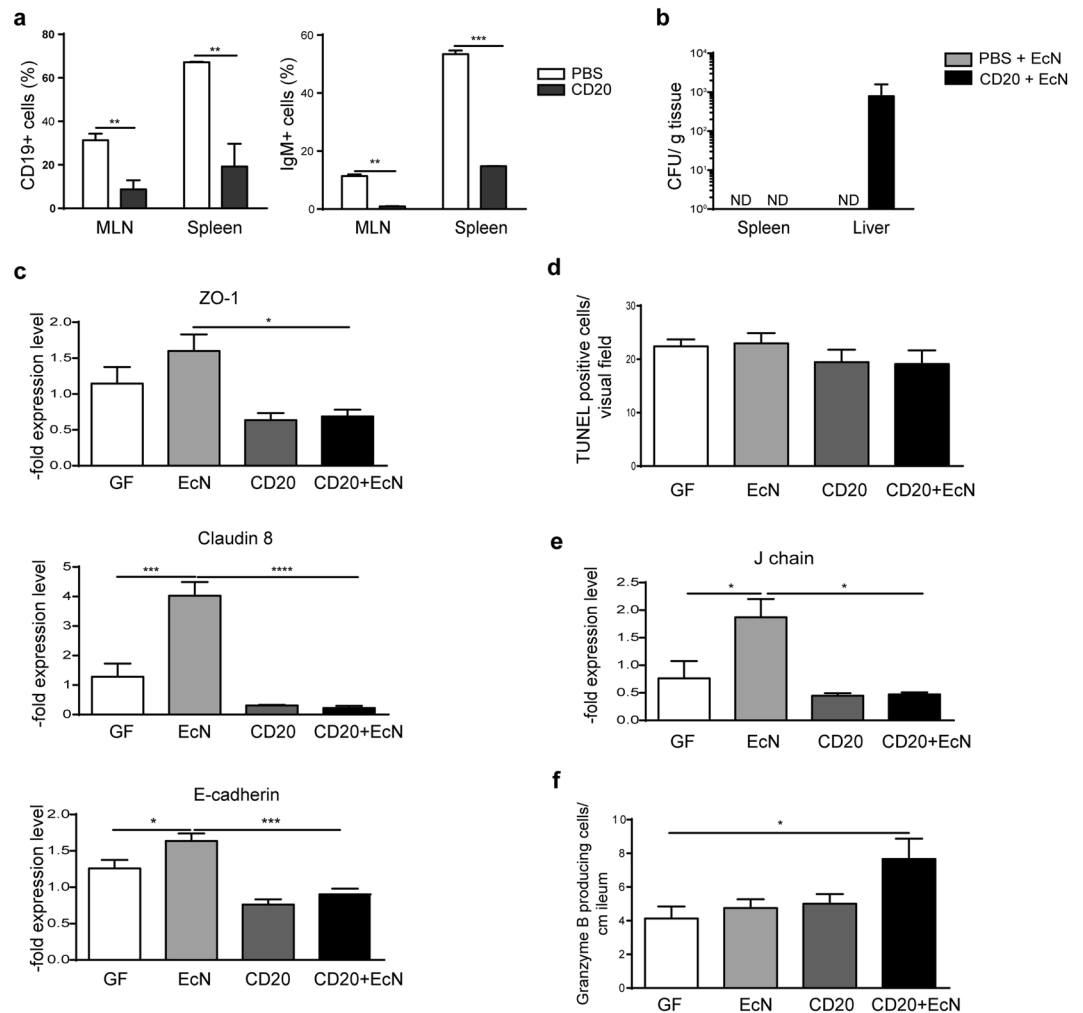 a
CD19+ cells (%)
80
60
40
20
0
**
**
MLN Spleen
IgM+ cells (%)
60
40
20
0
**
***
MLN Spleen
PBS
CD20
b
CFU/ g tissue
10⁴
10³
10²
10¹
10⁰
ND ND ND
Spleen Liver
PBS + EcN
CD20 + EcN
c
ZO-1
-fold expression level
2.0
1.5
1.0
0.5
0.0
*
GF EcN CD20 CD20+EcN
Claudin 8
-fold expression level
5
4
3
2
1
0
*** ****
GF EcN CD20 CD20+EcN
E-cadherin
-fold expression level
2.0
1.5
1.0
0.5
0.0
* ***
GF EcN CD20 CD20+EcN
d
TUNEL positive cells/
visual field
30
20
10
0
GF EcN CD20 CD20+EcN
e
J chain
-fold expression level
2.5
2.0
1.5
1.0
0.5
0.0
* *
GF EcN CD20 CD20+EcN
f
Granzyme B producing cells/
cm ileum
10
8
6
4
2
0
*
GF EcN CD20 CD20+EcN